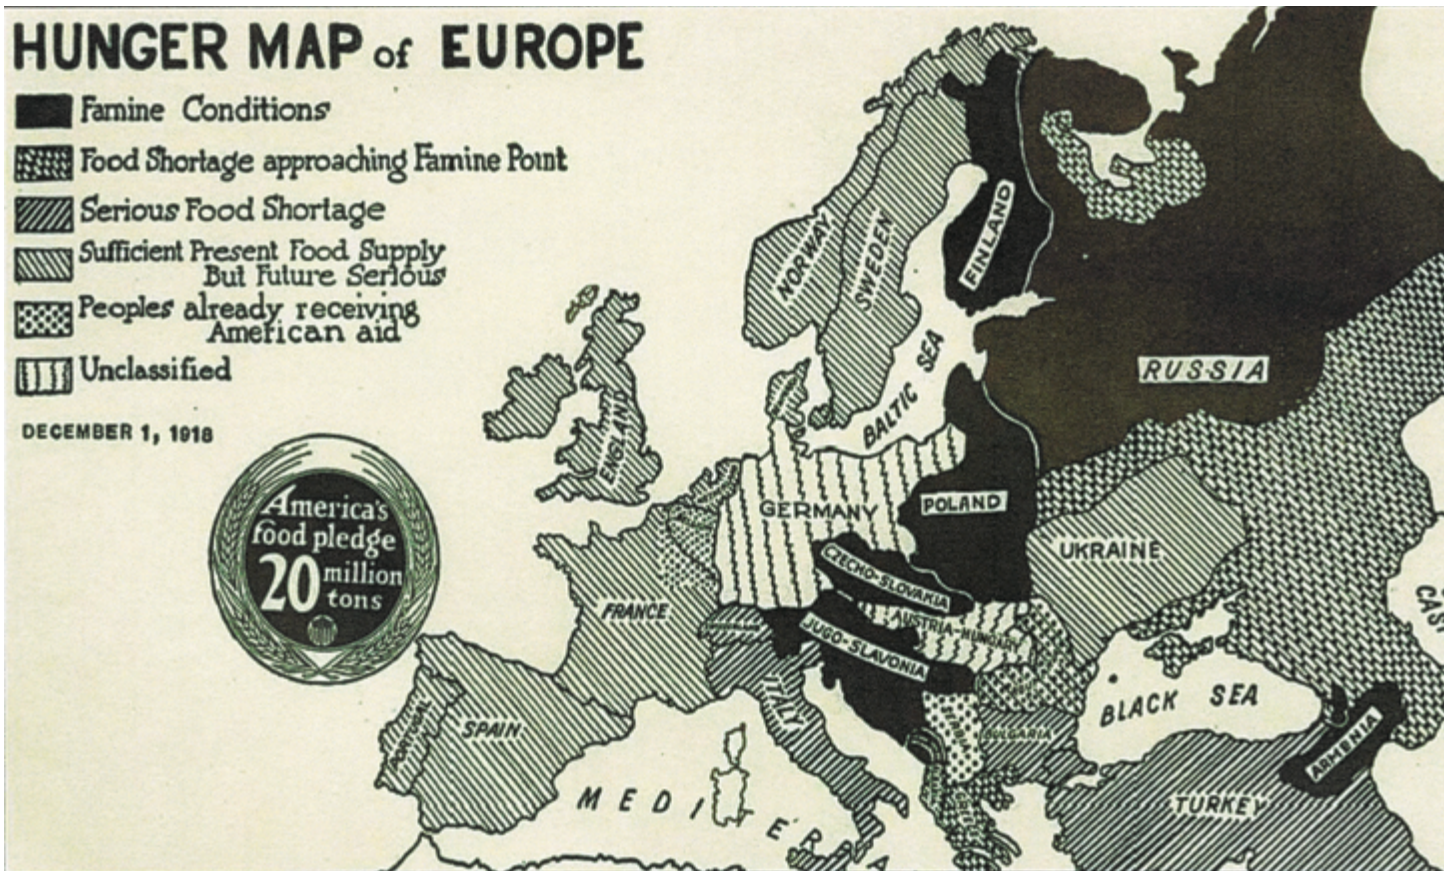 HUNGER MAP of EUROPE
Famine Conditions
Food Shortage approaching Famine Point
Serious Food Shortage
Sufficient Present Food Supply
But Future Serious
Peoples already receiving
American aid
Unclassified
DECEMBER 1, 1918
America's
food pledge
20 million
tons
NORWAY
SWEDEN
FINLAND
RUSSIA
BALTIC SEA
ENGLAND
GERMANY
POLAND
UKRAINE
CZECHO-SLOVAKIA
FRANCE
AUSTRIA-HUNGARY
JUGO-SLAVONIA
ITALY
SPAIN
PORTUGAL
BULGARIA
BLACK SEA
ARMENIA
TURKEY
MEDITERRA
CASP